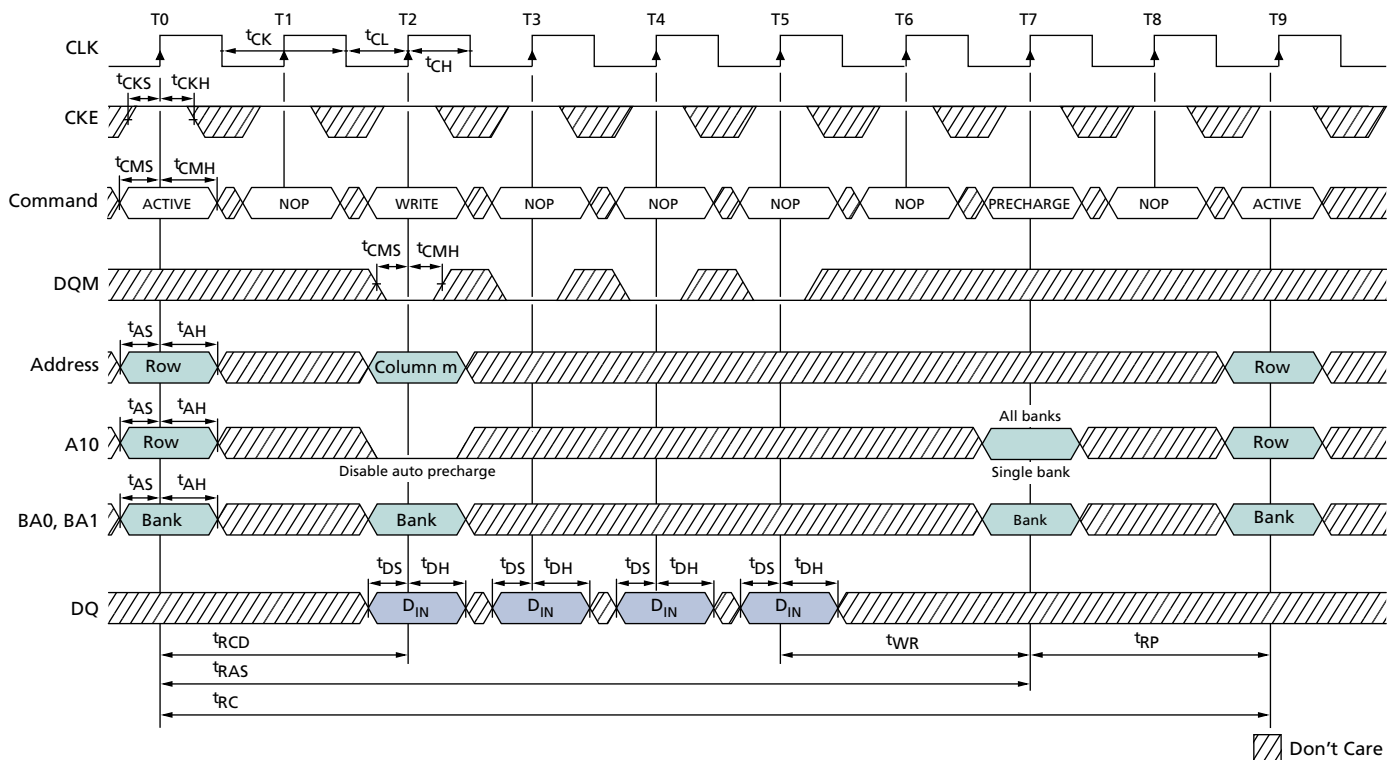 T0 T1 T2 T3 T4 T5 T6 T7 T8 T9
CLK tCK tCL tCH
tCKS tCKH
CKE
tCMS tCMH
Command ACTIVE NOP WRITE NOP NOP NOP NOP PRECHARGE NOP ACTIVE
tCMS tCMH
DQM
tAS tAH
Address Row Column m Row
tAS tAH All banks
A10 Row Row
Disable auto precharge Single bank
tAS tAH
BA0, BA1 Bank Bank Bank Bank
tDS tDH tDS tDH tDS tDH tDS tDH
DQ DIN DIN DIN DIN
tRCD tWR tRP
tRAS
tRC
Don't Care